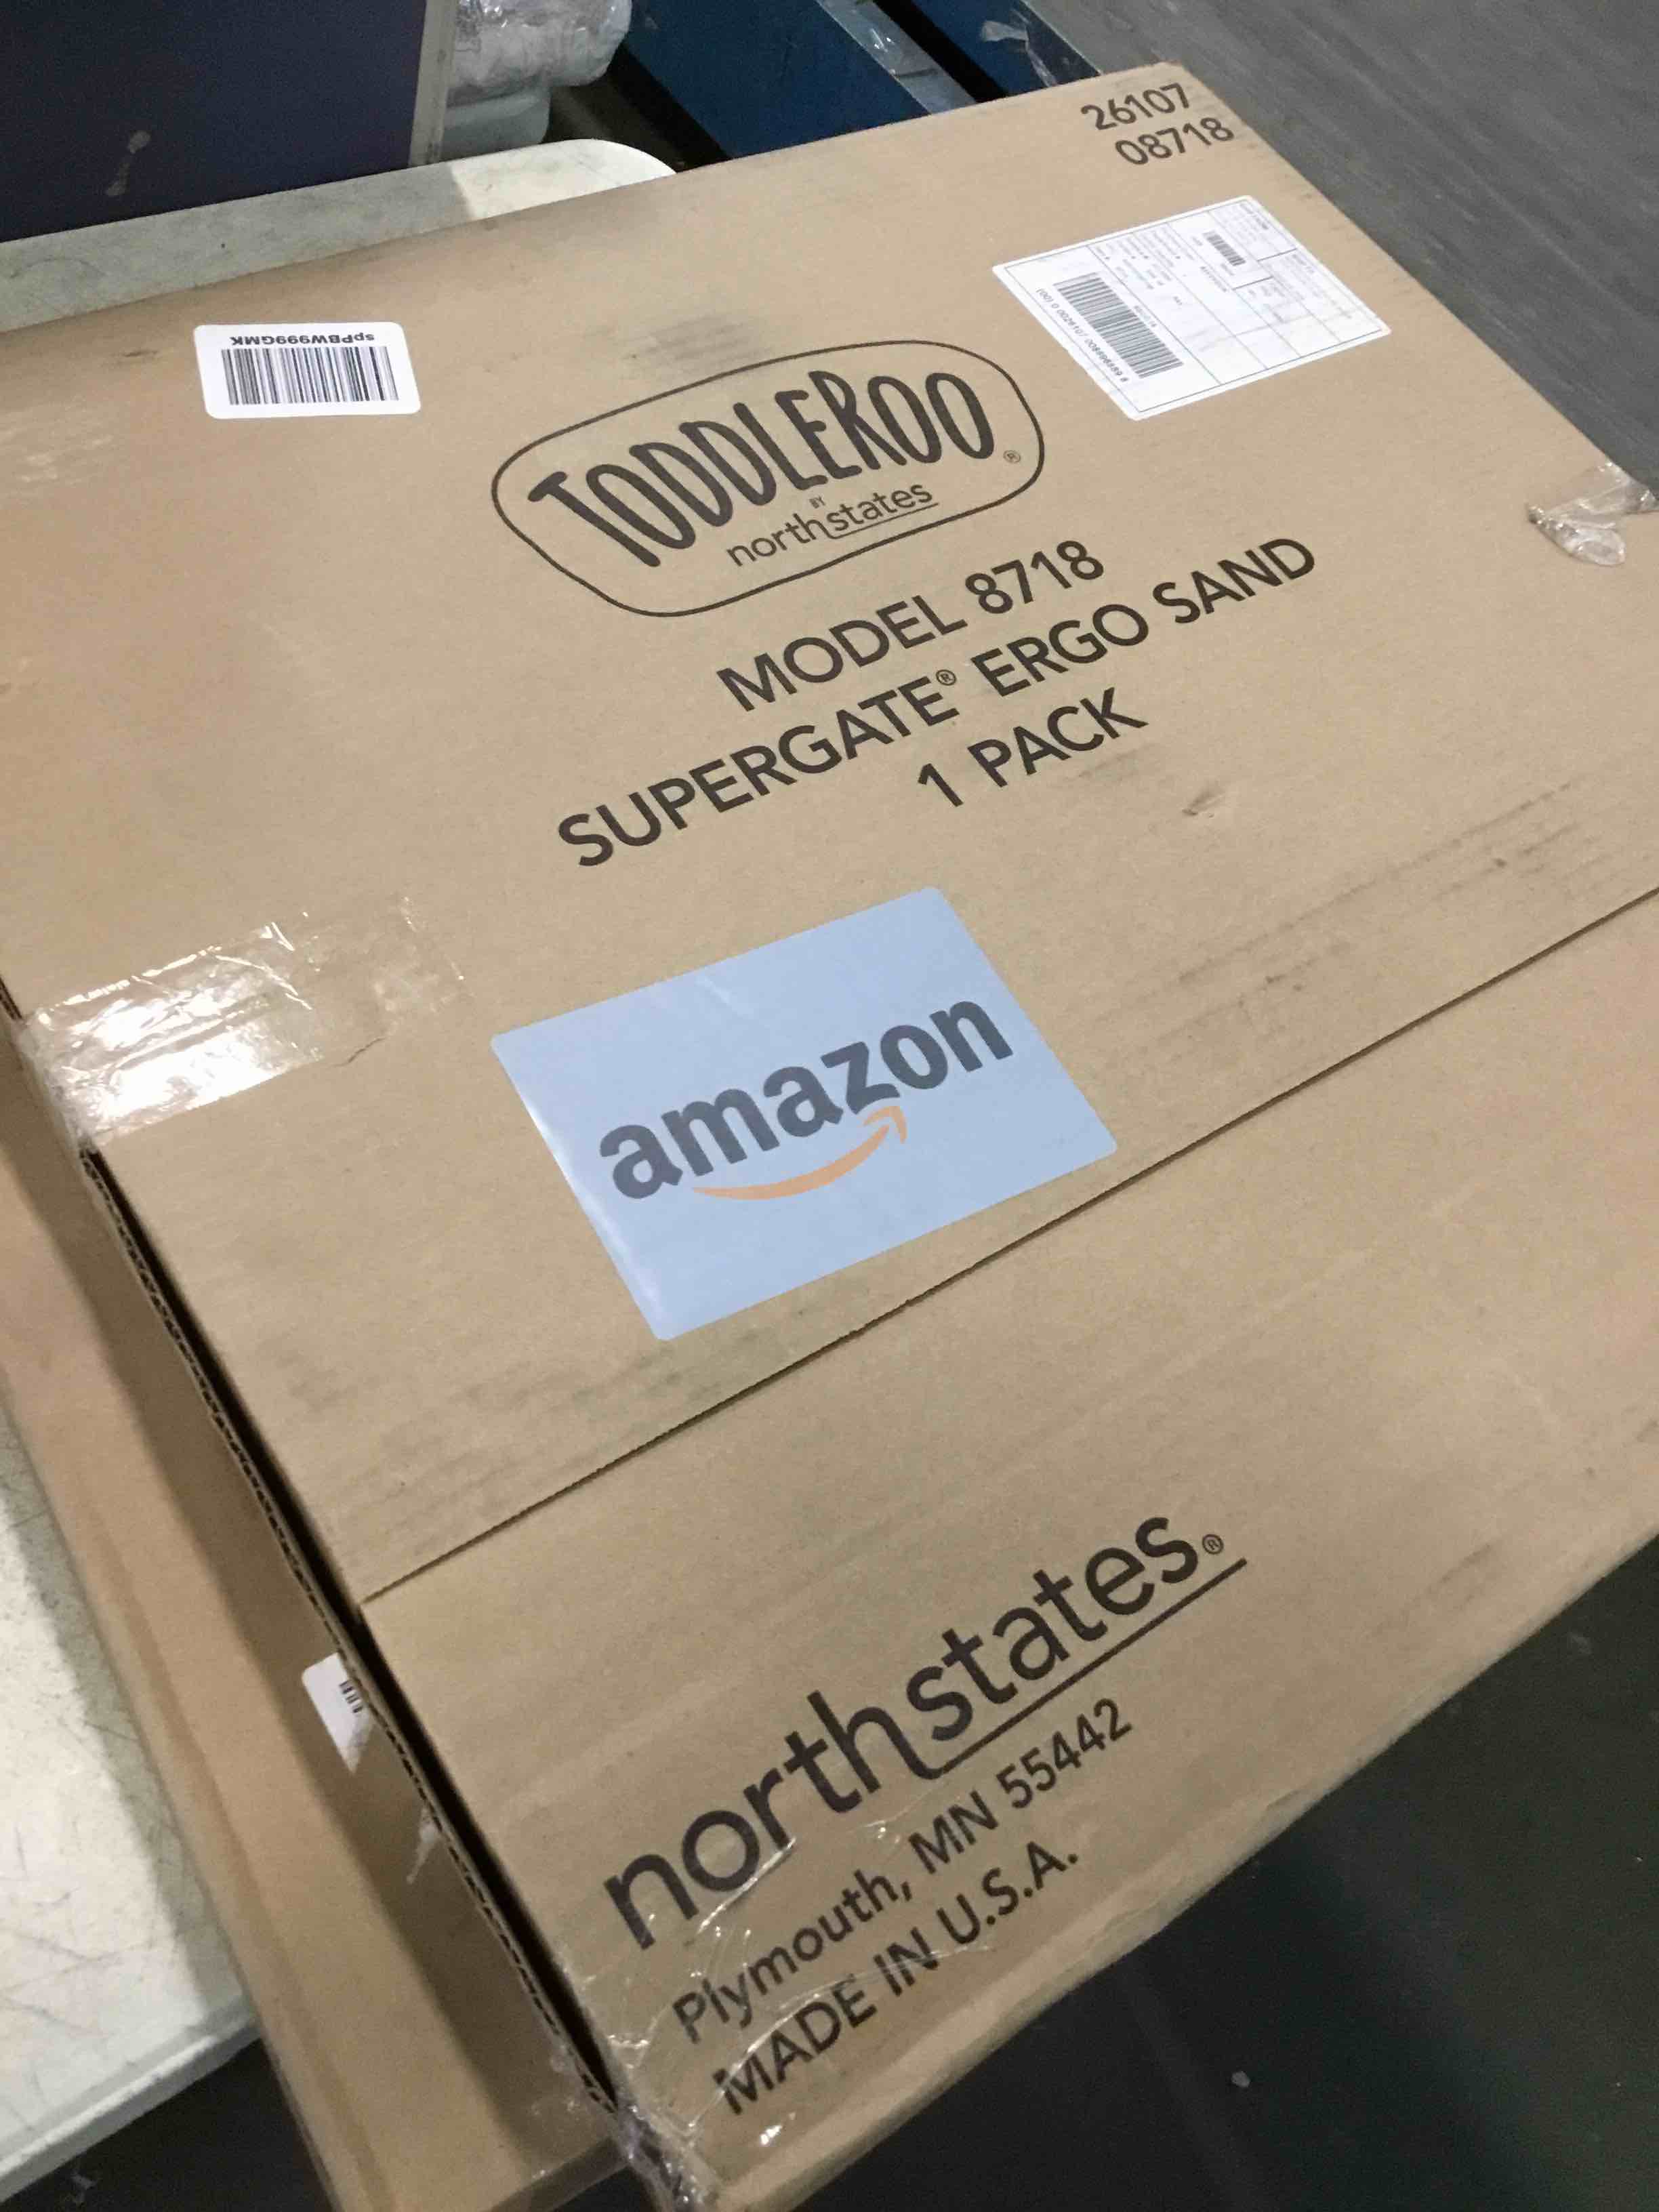 26107
08718
spPBW999GMK
TODDLEROO®
BY
northstates
MODEL 8718
SUPERGATE® ERGO SAND
1 PACK
amazon
northstates®
Plymouth, MN 55442
MADE IN U.S.A.